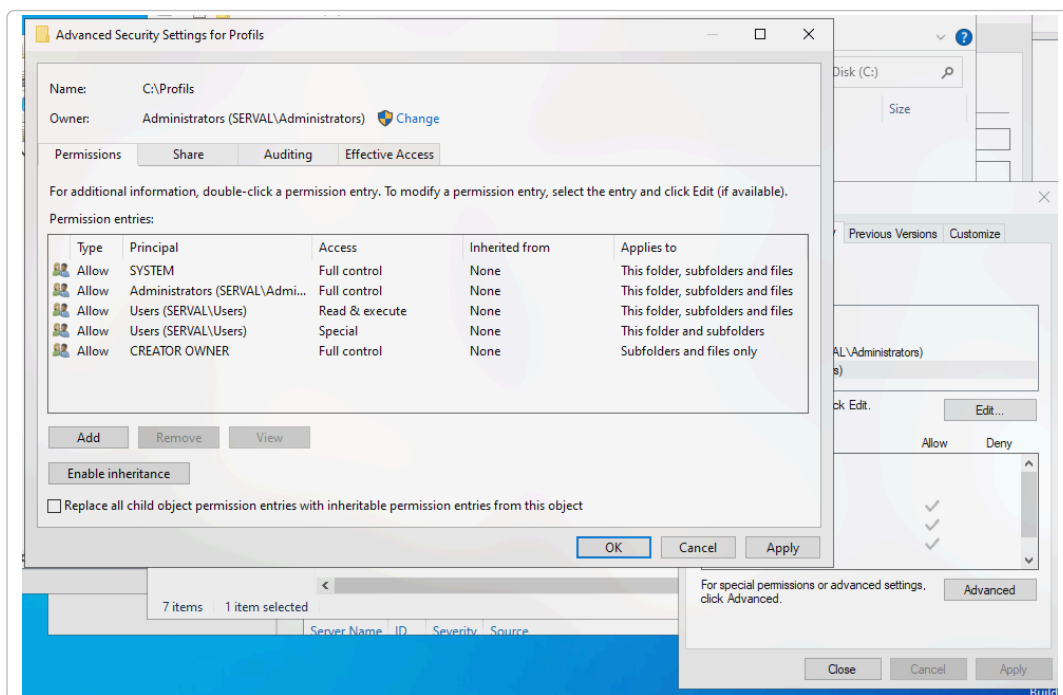 Advanced Security Settings for Profils
Name: C:\Profils
Owner: Administrators (SERVAL\Administrators) Change
Permissions Share Auditing Effective Access
For additional information, double-click a permission entry. To modify a permission entry, select the entry and click Edit (if available).
Permission entries:
Type Principal Access Inherited from Applies to
Allow SYSTEM Full control None This folder, subfolders and files
Allow Administrators (SERVAL\Admi... Full control None This folder, subfolders and files
Allow Users (SERVAL\Users) Read & execute None This folder, subfolders and files
Allow Users (SERVAL\Users) Special None This folder and subfolders
Allow CREATOR OWNER Full control None Subfolders and files only
Add Remove View
Enable inheritance
Replace all child object permission entries with inheritable permission entries from this object
OK Cancel Apply
Disk (C:)
Size
Previous Versions Customize
AL\Administrators)
s)
ck Edit.
Edit...
Allow Deny
For special permissions or advanced settings,
click Advanced.
Advanced
Close Cancel Apply
7 items 1 item selected
Server Name ID Severity Source
Build